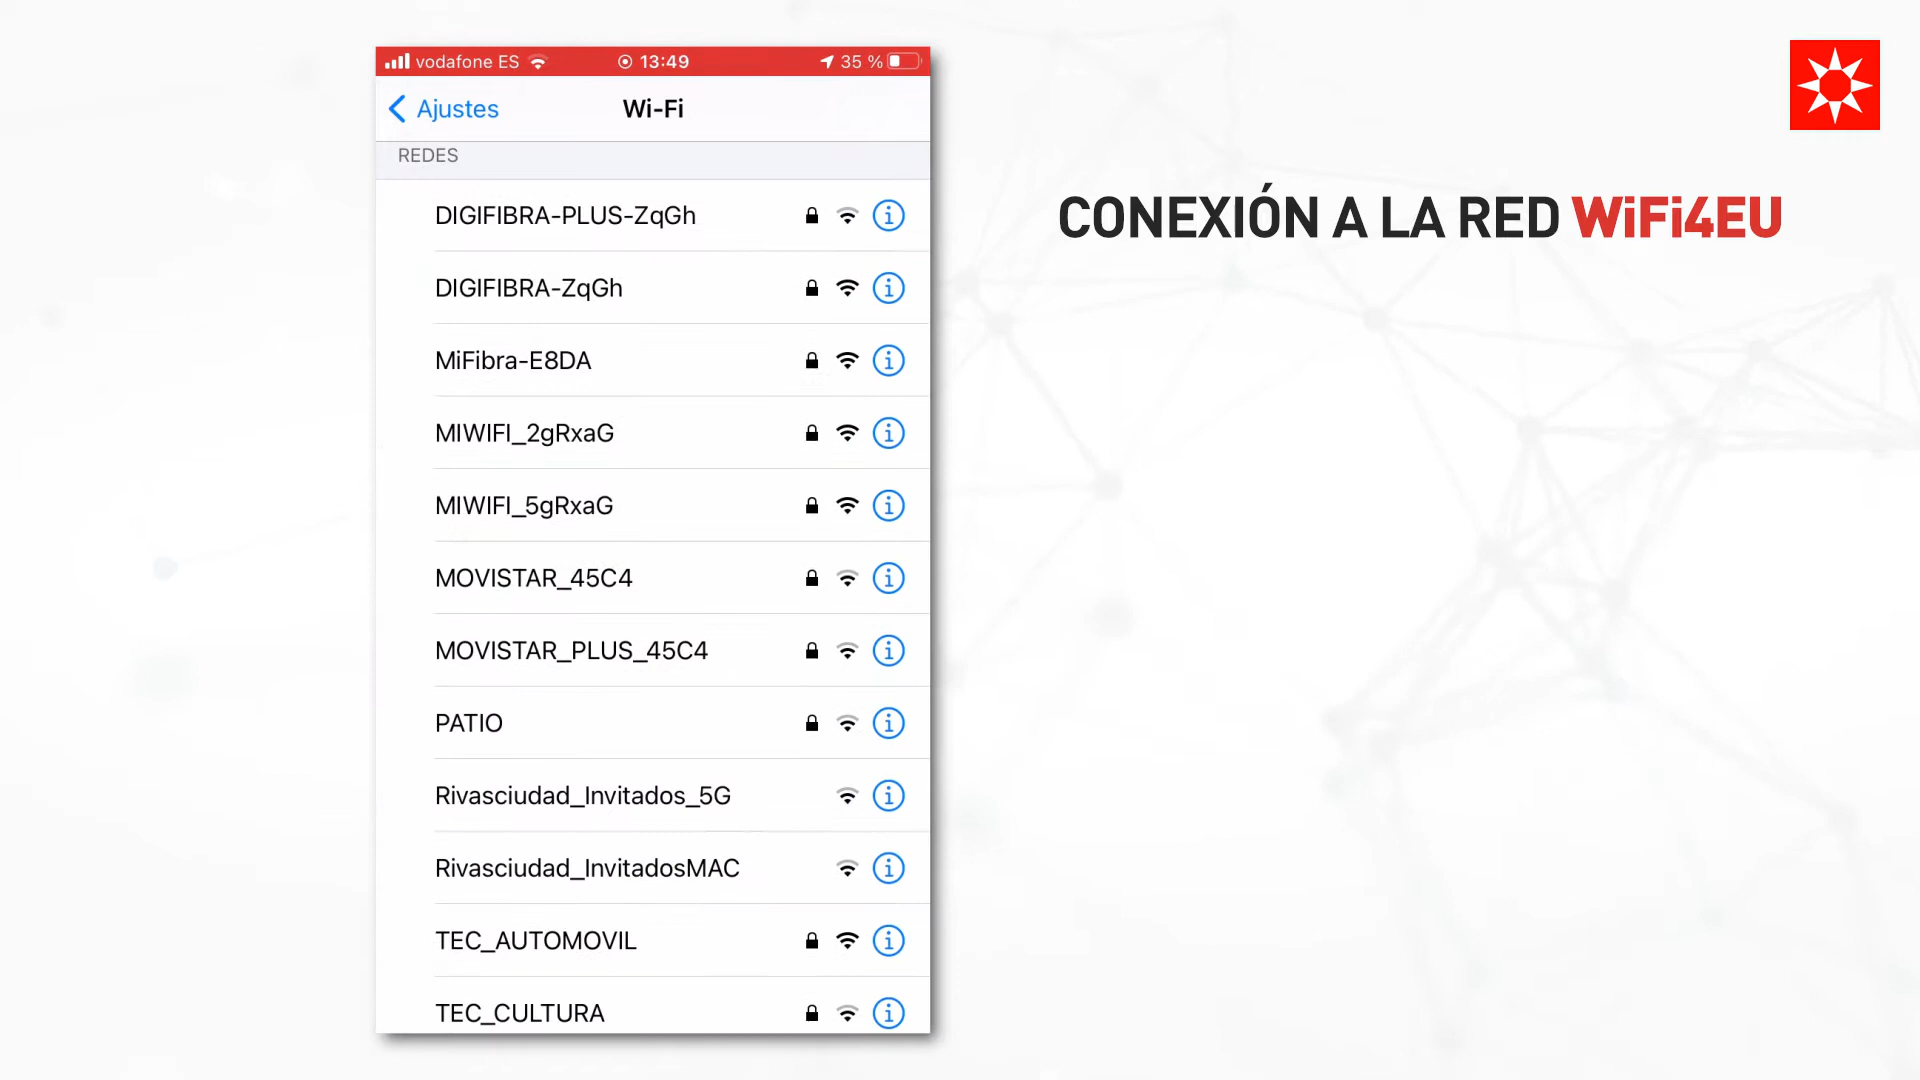 vodafone ES 13:49 35 %
Ajustes Wi-Fi
REDES
DIGIFIBRA-PLUS-ZqGh
DIGIFIBRA-ZqGh
MiFibra-E8DA
MIWIFI_2gRxaG
MIWIFI_5gRxaG
MOVISTAR_45C4
MOVISTAR_PLUS_45C4
PATIO
Rivasciudad_Invitados_5G
Rivasciudad_InvitadosMAC
TEC_AUTOMOVIL
TEC_CULTURA
CONEXIÓN A LA RED WiFi4EU